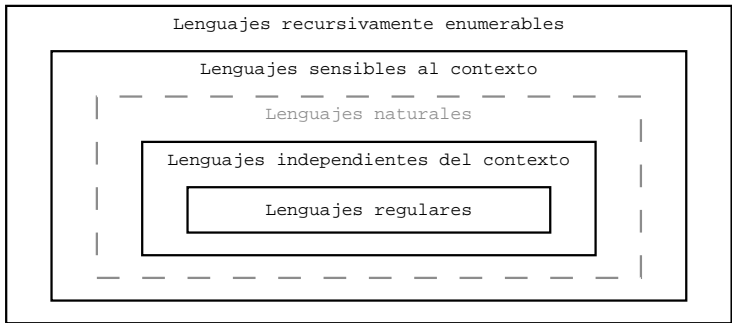 Lenguajes recursivamente enumerables
Lenguajes sensibles al contexto
Lenguajes naturales
Lenguajes independientes del contexto
Lenguajes regulares